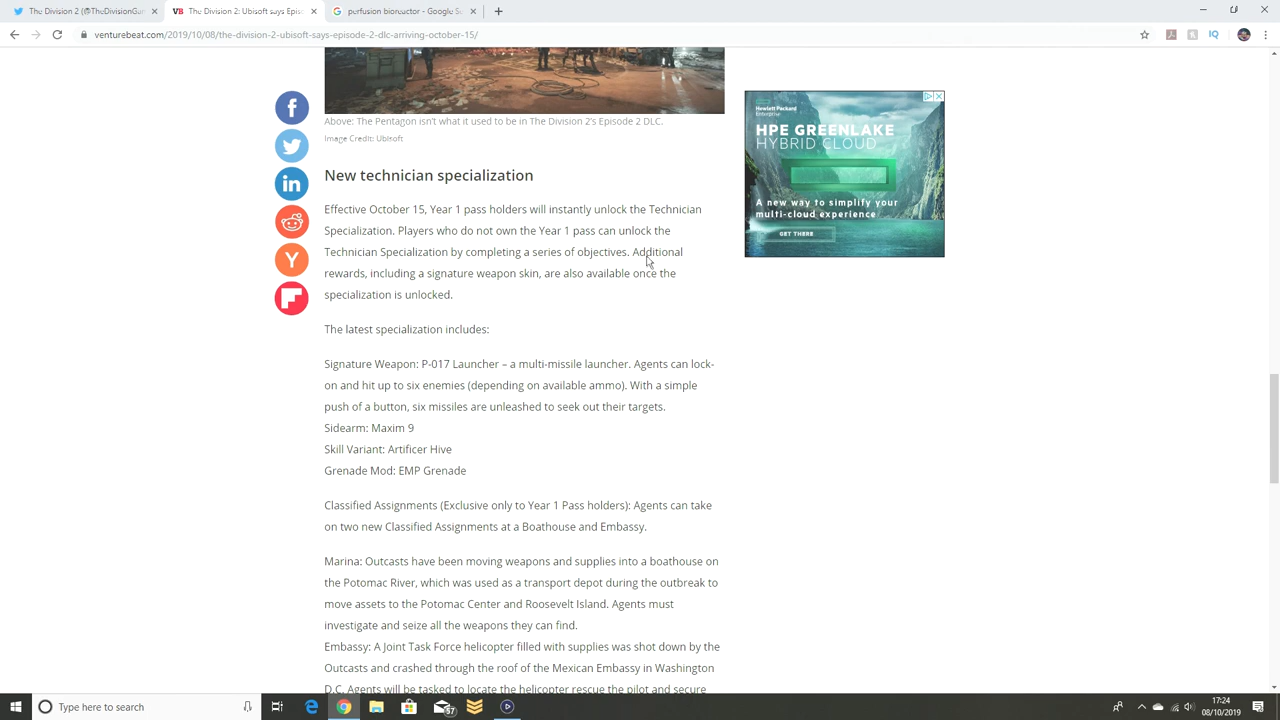 The Division 2 (@TheDivisionGam
The Division 2: Ubisoft says Epis
perfusion bioreactor - Google S
venturebeat.com/2019/10/08/the-division-2-ubisoft-says-episode-2-dlc-arriving-october-15/
Above: The Pentagon isn't what it used to be in The Division 2's Episode 2 DLC.
Image Credit: Ubisoft
New technician specialization
Effective October 15, Year 1 pass holders will instantly unlock the Technician
Specialization. Players who do not own the Year 1 pass can unlock the
Technician Specialization by completing a series of objectives. Additional
rewards, including a signature weapon skin, are also available once the
specialization is unlocked.
The latest specialization includes:
Signature Weapon: P-017 Launcher – a multi-missile launcher. Agents can lock-
on and hit up to six enemies (depending on available ammo). With a simple
push of a button, six missiles are unleashed to seek out their targets.
Sidearm: Maxim 9
Skill Variant: Artificer Hive
Grenade Mod: EMP Grenade
Classified Assignments (Exclusive only to Year 1 Pass holders): Agents can take
on two new Classified Assignments at a Boathouse and Embassy.
Marina: Outcasts have been moving weapons and supplies into a boathouse on
the Potomac River, which was used as a transport depot during the outbreak to
move assets to the Potomac Center and Roosevelt Island. Agents must
investigate and seize all the weapons they can find.
Embassy: A Joint Task Force helicopter filled with supplies was shot down by the
Outcasts and crashed through the roof of the Mexican Embassy in Washington
D.C. Agents will be tasked to locate the helicopter rescue the pilot and secure
Hewlett Packard
Enterprise
HPE GREENLAKE
HYBRID CLOUD
A new way to simplify your
multi-cloud experience
GET THERE
Type here to search
57
17:24
08/10/2019